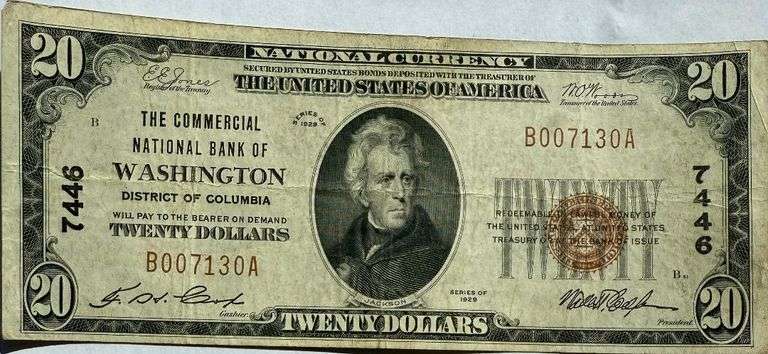 20
NATIONAL CURRENCY
20
SECURED BY UNITED STATES BONDS DEPOSITED WITH THE TREASURER OF
THE UNITED STATES OF AMERICA
E.E. Jones
Register of the Treasury
W.O. Woods
Treasurer of the United States
B
THE COMMERCIAL
NATIONAL BANK OF
WASHINGTON
DISTRICT OF COLUMBIA
WILL PAY TO THE BEARER ON DEMAND
TWENTY DOLLARS
B007130A
7446
SERIES OF
1929
B007130A
7446
REDEEMABLE IN LAWFUL MONEY OF
THE UNITED STATES AT UNITED STATES
TREASURY OR AT THE BANK OF ISSUE
B
JACKSON
SERIES OF
1929
Cashier
President
20
TWENTY DOLLARS
20